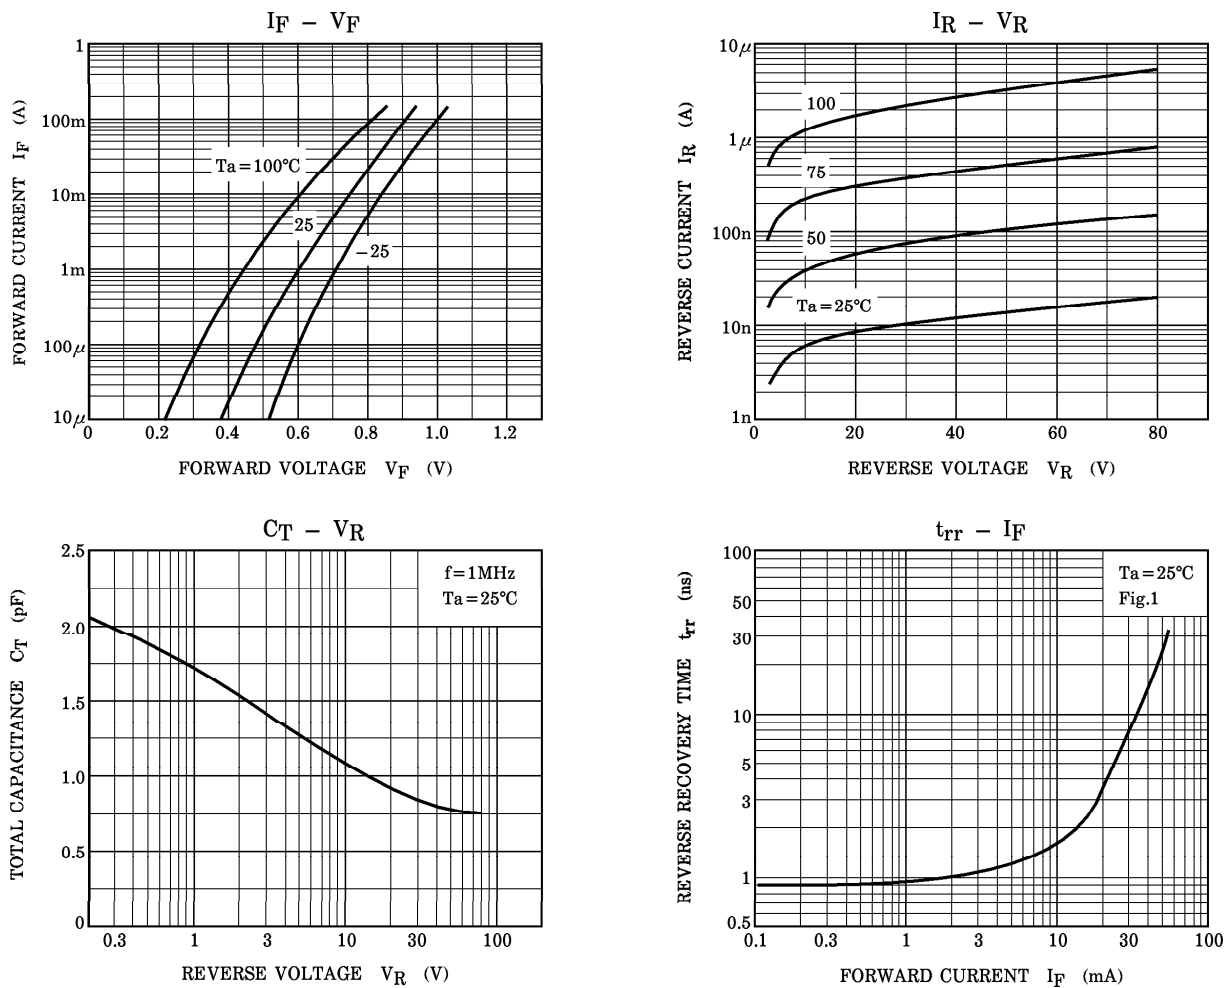 IF – VF
FORWARD CURRENT IF (A)
1
100m
10m
1m
100μ
10μ
Ta=100℃
25
−25
0 0.2 0.4 0.6 0.8 1.0 1.2
FORWARD VOLTAGE VF (V)
IR – VR
REVERSE CURRENT IR (A)
10μ
1μ
100n
10n
1n
100
75
50
Ta=25℃
0 20 40 60 80
REVERSE VOLTAGE VR (V)
CT – VR
TOTAL CAPACITANCE CT (pF)
2.5
2.0
1.5
1.0
0.5
0
f=1MHz
Ta=25℃
0.3 1 3 10 30 100
REVERSE VOLTAGE VR (V)
trr – IF
REVERSE RECOVERY TIME trr (ns)
100
50
30
10
5
3
1
0.5
Ta=25℃
Fig.1
0.1 0.3 1 3 10 30 100
FORWARD CURRENT IF (mA)